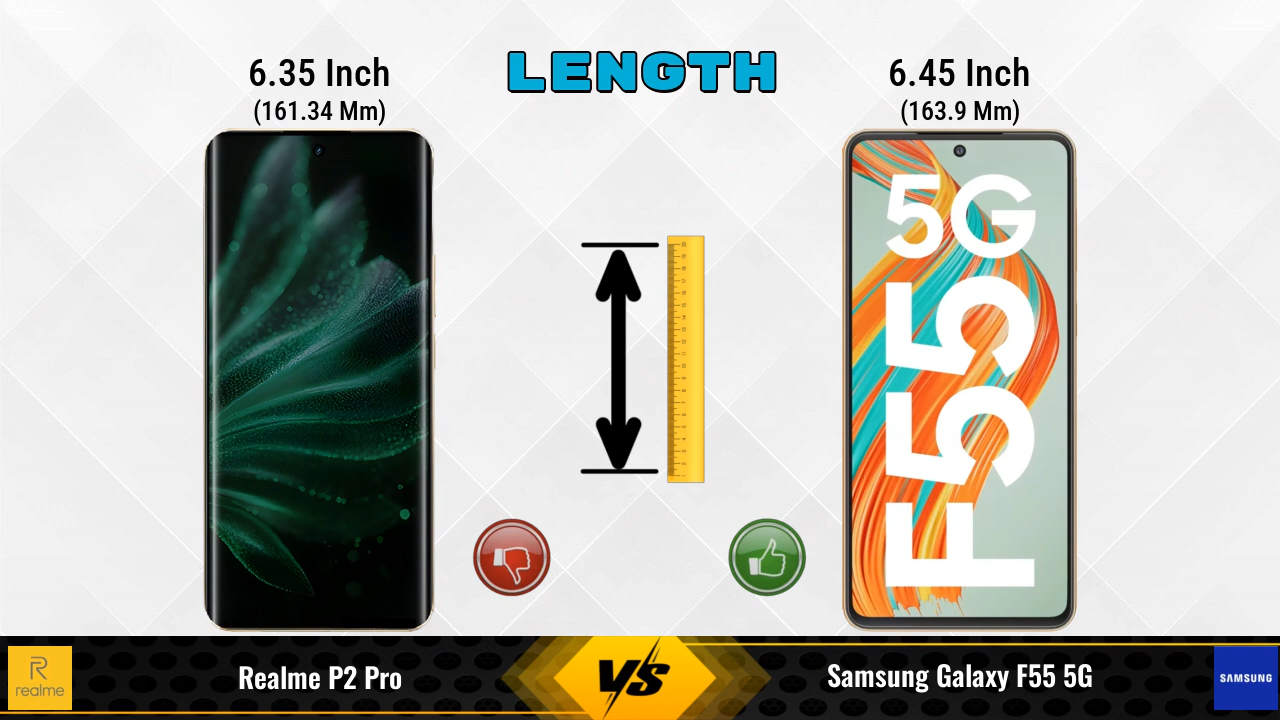 LENGTH
6.35 Inch
(161.34 Mm)
6.45 Inch
(163.9 Mm)
5G
F55
Realme P2 Pro
VS
Samsung Galaxy F55 5G
R
realme
SAMSUNG